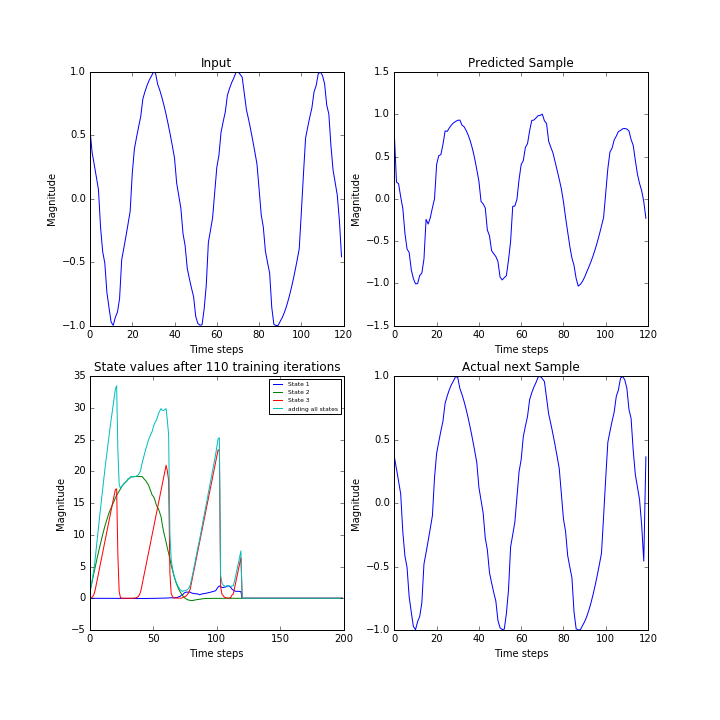 Input
Magnitude
1.0
0.5
0.0
−0.5
−1.0
0 20 40 60 80 100 120
Time steps
Predicted Sample
Magnitude
1.5
1.0
0.5
0.0
−0.5
−1.0
−1.5
0 20 40 60 80 100 120
Time steps
State values after 110 training iterations
Magnitude
35
30
25
20
15
10
5
0
−5
State 1
State 2
State 3
adding all states
0 50 100 150 200
Time steps
Actual next Sample
Magnitude
1.0
0.5
0.0
−0.5
−1.0
0 20 40 60 80 100 120
Time steps